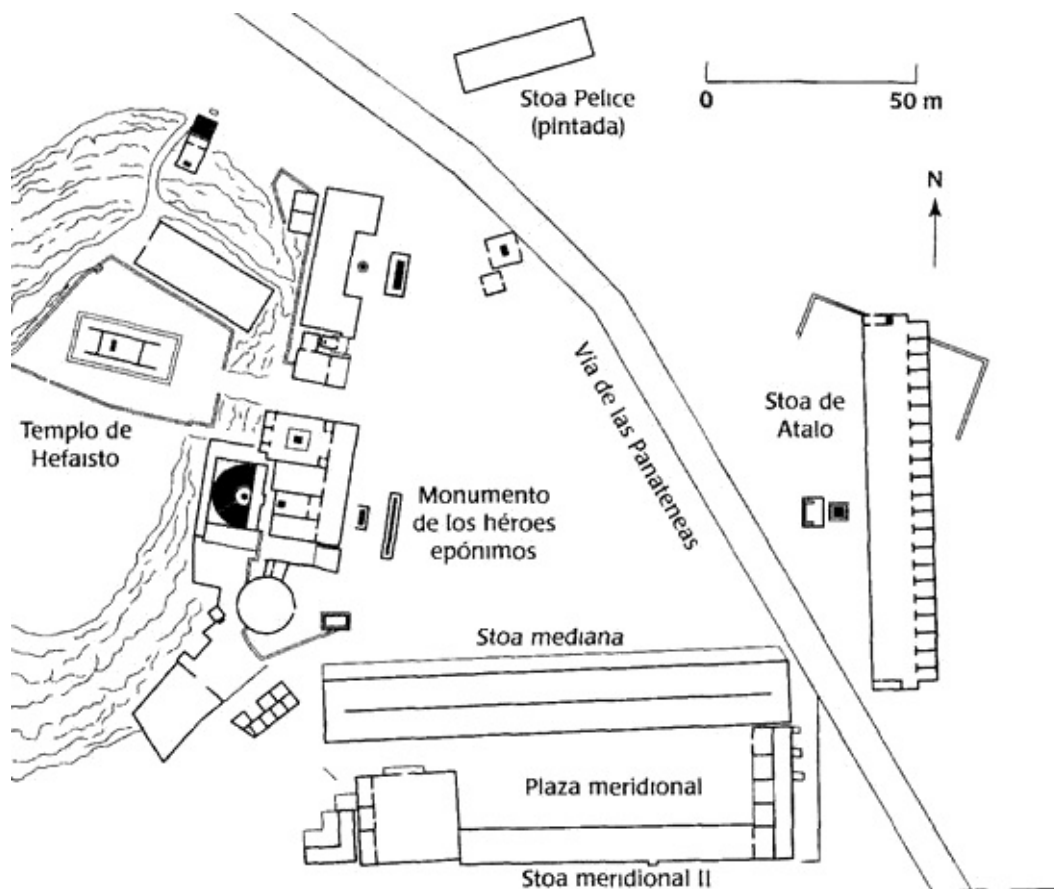 Stoa Pelice
(pintada)
0 50 m
N
Vía de las Panateneas
Stoa de
Atalo
Templo de
Hefaisto
Monumento
de los héroes
epónimos
Stoa mediana
Plaza meridional
Stoa meridional II